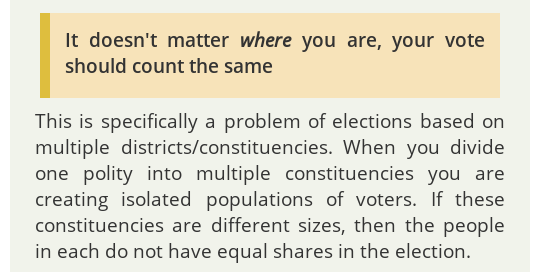 It doesn't matter where you are, your vote
should count the same
This is specifically a problem of elections based on
multiple districts/constituencies. When you divide
one polity into multiple constituencies you are
creating isolated populations of voters. If these
constituencies are different sizes, then the people
in each do not have equal shares in the election.